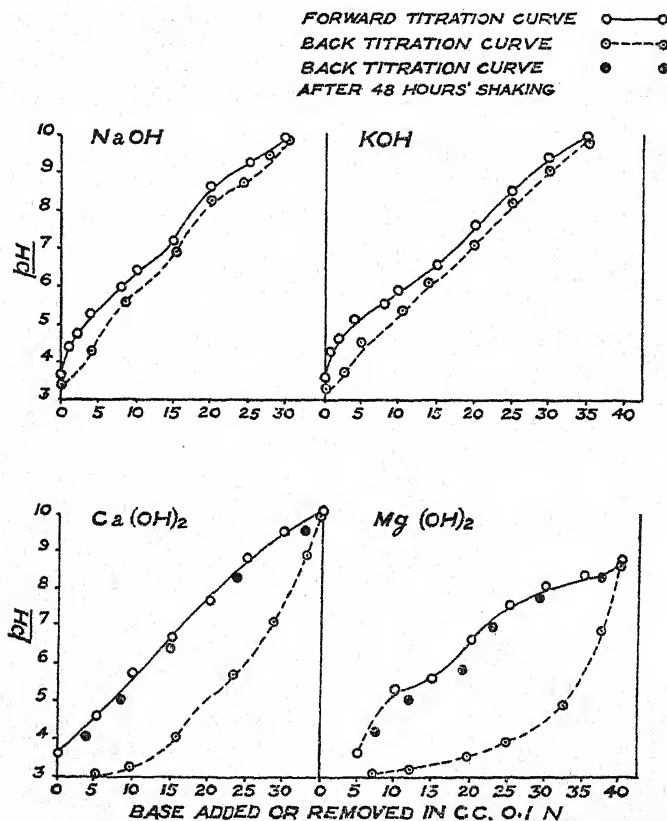 FORWARD TITRATION CURVE
BACK TITRATION CURVE
BACK TITRATION CURVE
AFTER 48 HOURS' SHAKING
NaOH KOH
pH
10
9
8
7
6
5
4
3
0 5 10 15 20 25 30 0 10 15 20 25 30 35 40
Ca(OH)2 Mg(OH)2
pH
10
9
8
7
6
5
4
3
0 5 10 15 20 25 30 0 5 10 15 20 25 30 35 40
BASE ADDED OR REMOVED IN C.C. 0.1 N